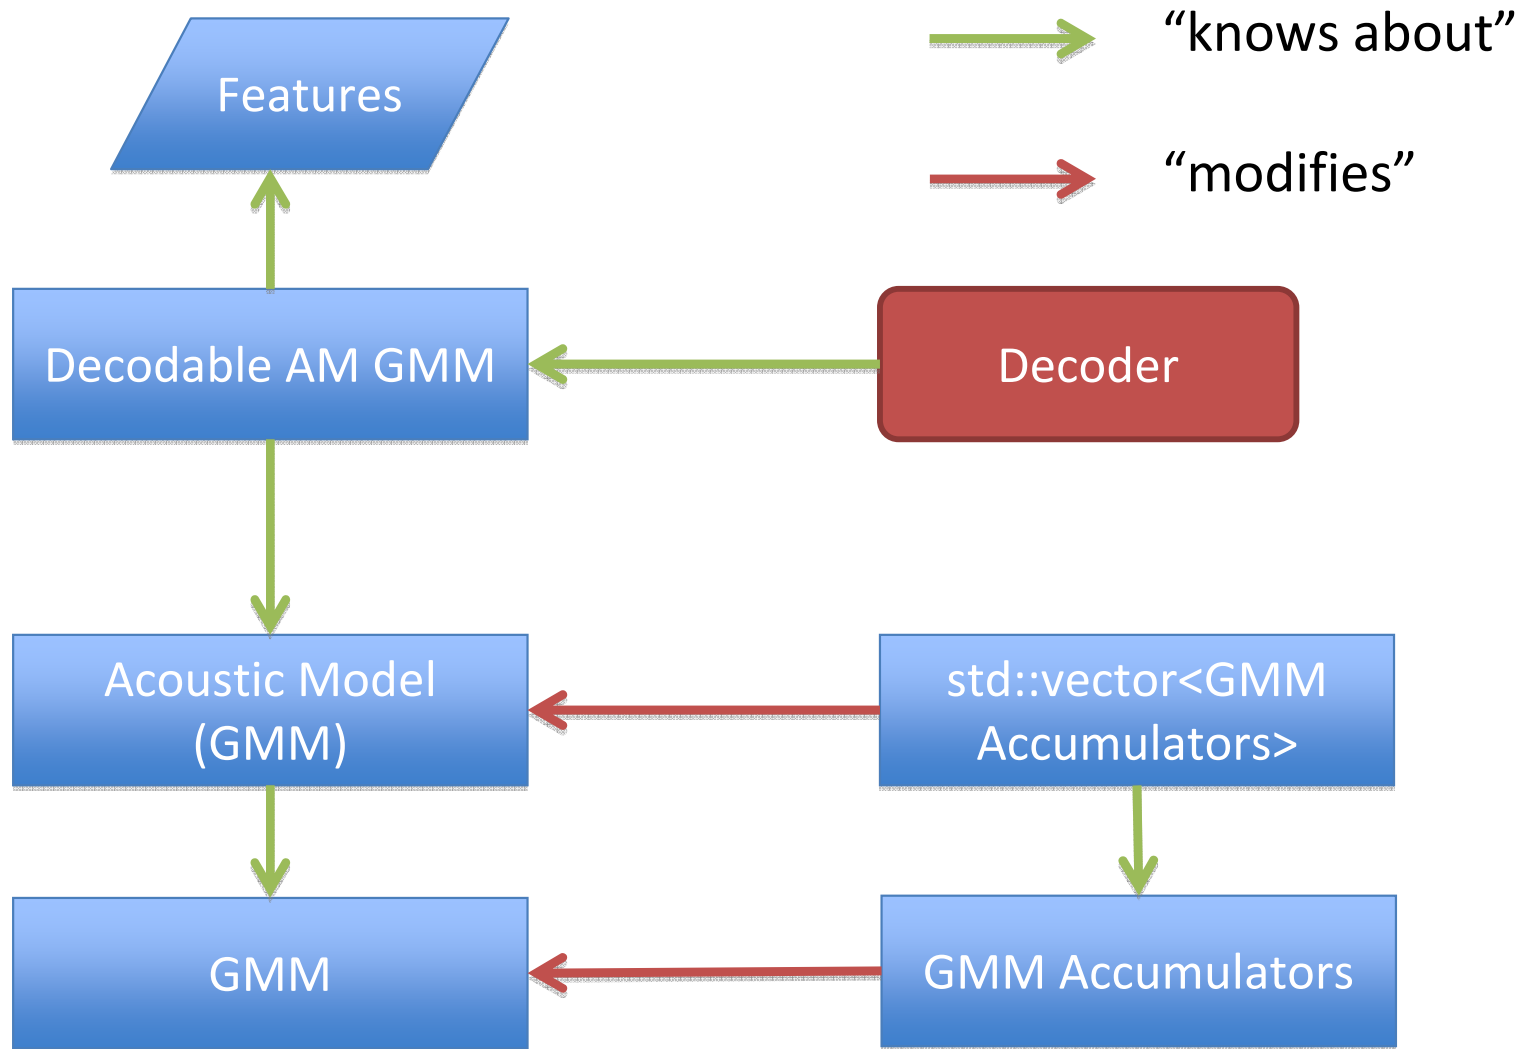 Features
“knows about”
“modifies”
Decodable AM GMM
Decoder
Acoustic Model
(GMM)
std::vector<GMM
Accumulators>
GMM
GMM Accumulators